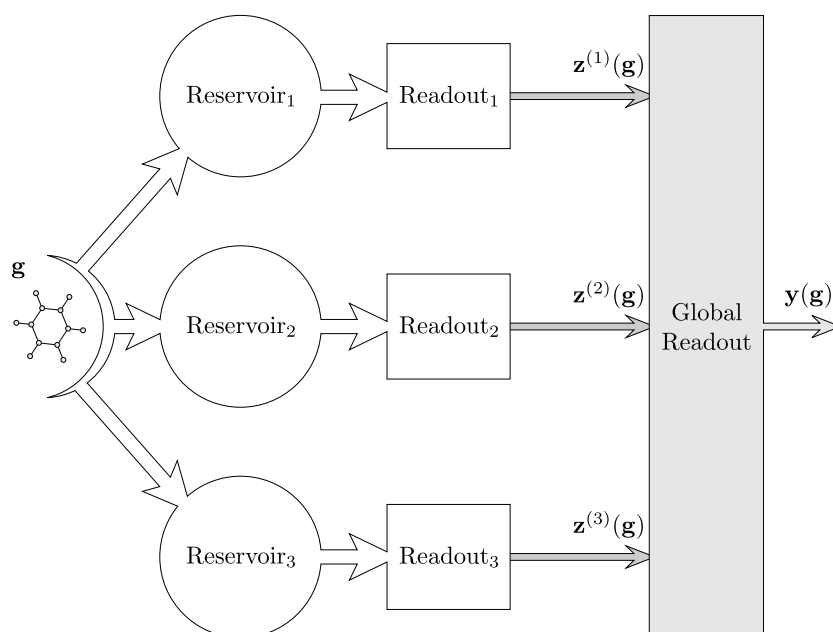 z⁽¹⁾(g)
Reservoir₁
Readout₁
g
z⁽²⁾(g)
y(g)
Reservoir₂
Readout₂
Global
Readout
z⁽³⁾(g)
Reservoir₃
Readout₃